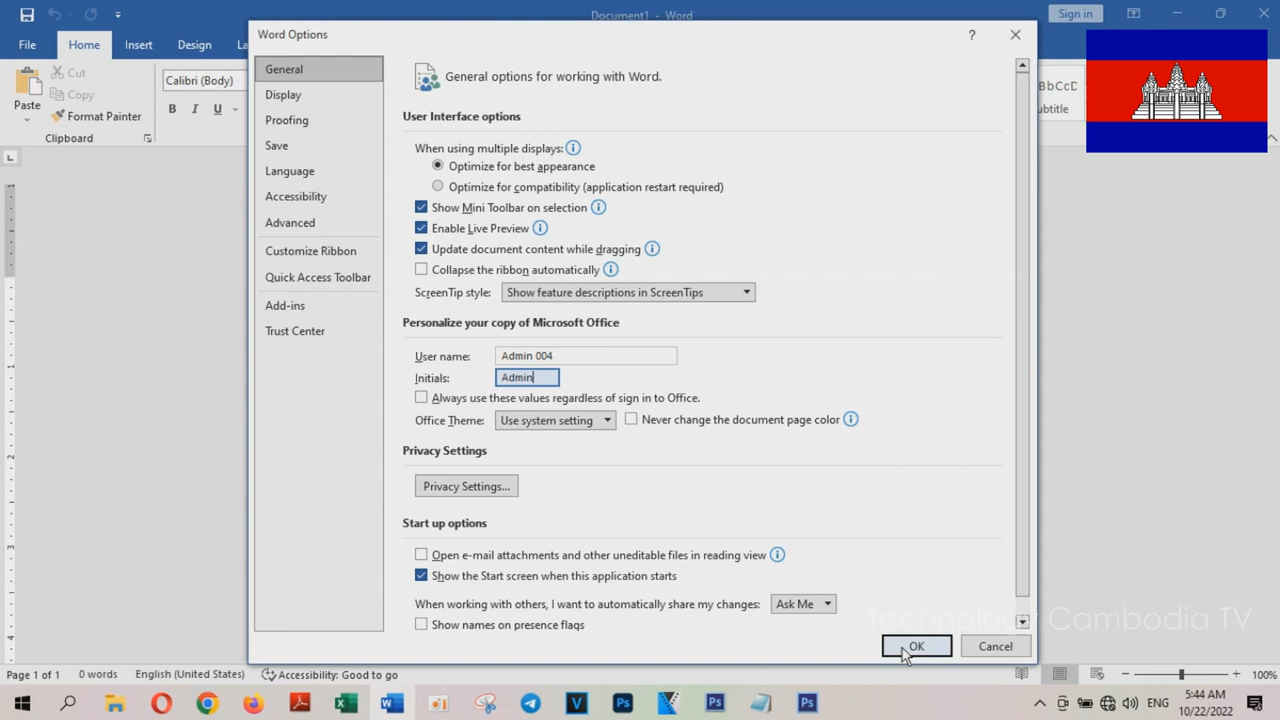 Document1 - Word
Sign in
File
Home
Insert
Design
La
Paste
Cut
Copy
Format Painter
Clipboard
Calibri (Body)
B I U
BbCcD
ubtitle
Word Options
General
Display
Proofing
Save
Language
Accessibility
Advanced
Customize Ribbon
Quick Access Toolbar
Add-ins
Trust Center
General options for working with Word.
User Interface options
When using multiple displays:
Optimize for best appearance
Optimize for compatibility (application restart required)
Show Mini Toolbar on selection
Enable Live Preview
Update document content while dragging
Collapse the ribbon automatically
ScreenTip style: Show feature descriptions in ScreenTips
Personalize your copy of Microsoft Office
User name: Admin 004
Initials: Admin
Always use these values regardless of sign in to Office.
Office Theme: Use system setting Never change the document page color
Privacy Settings
Privacy Settings...
Start up options
Open e-mail attachments and other uneditable files in reading view
Show the Start screen when this application starts
When working with others, I want to automatically share my changes: Ask Me
Show names on presence flags
Technology Cambodia TV
OK Cancel
1
1
2
3
4
Page 1 of 1 0 words English (United States) Accessibility: Good to go 100%
ENG
5:44 AM
10/22/2022